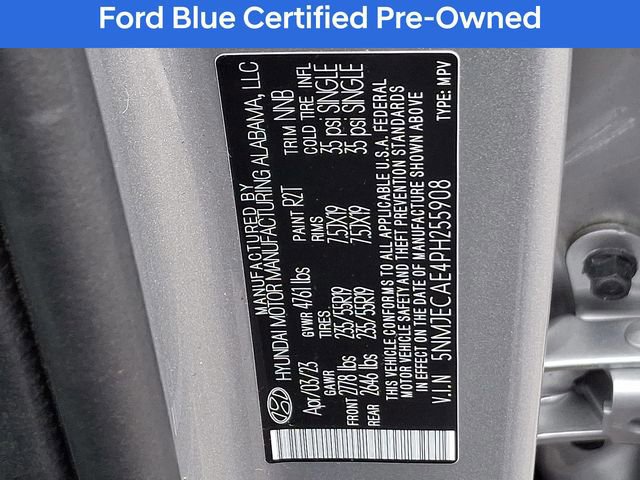 Ford Blue Certified Pre-Owned
MANUFACTURED BY
HYUNDAI MOTOR MANUFACTURING ALABAMA, LLC
Apr/03/23 GVWR 4761 lbs PAINT R2T TRIM NNB
GAWR TIRES RIMS COLD TIRE INFL
FRONT 2778 lbs 235/55R19 7.5JX19 35 psi SINGLE
REAR 2646 lbs 235/55R19 7.5JX19 35 psi SINGLE
THIS VEHICLE CONFORMS TO ALL APPLICABLE U.S.A. FEDERAL
MOTOR VEHICLE SAFETY AND THEFT PREVENTION STANDARDS
IN EFFECT ON THE DATE OF MANUFACTURE SHOWN ABOVE
V.I.N 5NMJECAE4PH255908 TYPE: MPV